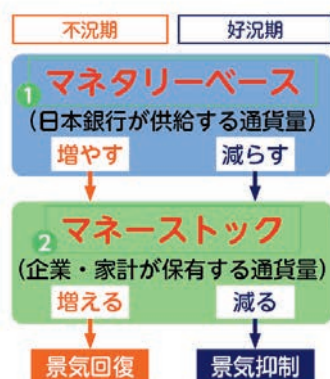 不況期 好況期
1 マネタリーベース
(日本銀行が供給する通貨量)
増やす 減らす
2 マネーストック
(企業・家計が保有する通貨量)
増える 減る
景気回復 景気抑制